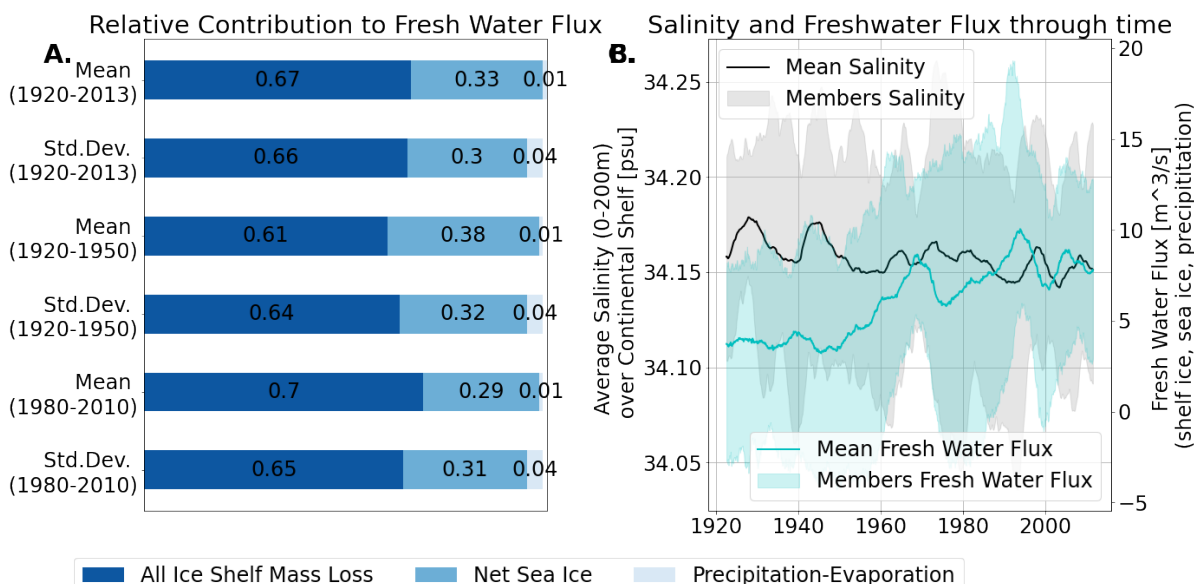 Relative Contribution to Fresh Water Flux
A.
Mean
(1920-2013)
0.67
0.33
0.01
Std.Dev.
(1920-2013)
0.66
0.3
0.04
Mean
(1920-1950)
0.61
0.38
0.01
Std.Dev.
(1920-1950)
0.64
0.32
0.04
Mean
(1980-2010)
0.7
0.29
0.01
Std.Dev.
(1980-2010)
0.65
0.31
0.04
All Ice Shelf Mass Loss
Net Sea Ice
Precipitation-Evaporation
Salinity and Freshwater Flux through time
B.
Mean Salinity
Members Salinity
Average Salinity (0-200m)
over Continental Shelf [psu]
34.25
34.20
34.15
34.10
34.05
Mean Fresh Water Flux
Members Fresh Water Flux
1920
1940
1960
1980
2000
20
15
10
5
0
−5
Fresh Water Flux [m^3/s]
(shelf ice, sea ice, precipititation)